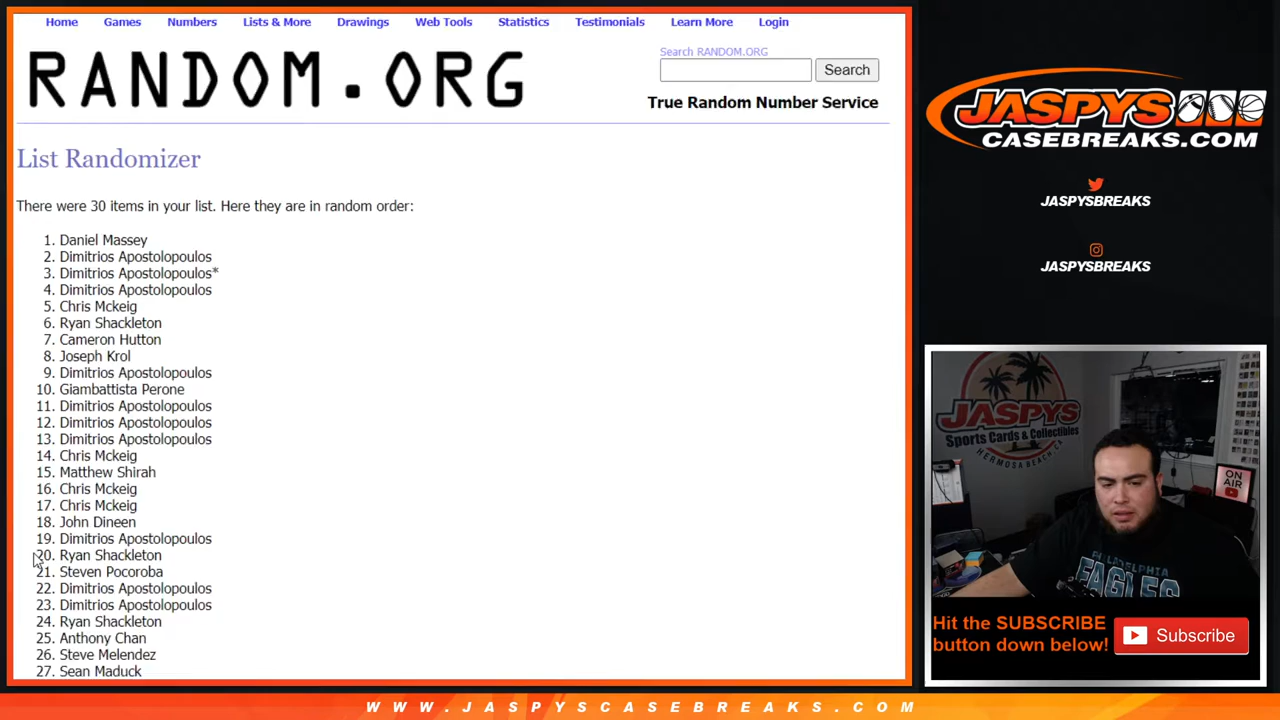 Home Games Numbers Lists & More Drawings Web Tools Statistics Testimonials Learn More Login
RANDOM.ORG
Search RANDOM.ORG
Search
True Random Number Service
List Randomizer
There were 30 items in your list. Here they are in random order:
1. Daniel Massey
2. Dimitrios Apostolopoulos
3. Dimitrios Apostolopoulos*
4. Dimitrios Apostolopoulos
5. Chris Mckeig
6. Ryan Shackleton
7. Cameron Hutton
8. Joseph Krol
9. Dimitrios Apostolopoulos
10. Giambattista Perone
11. Dimitrios Apostolopoulos
12. Dimitrios Apostolopoulos
13. Dimitrios Apostolopoulos
14. Chris Mckeig
15. Matthew Shirah
16. Chris Mckeig
17. Chris Mckeig
18. John Dineen
19. Dimitrios Apostolopoulos
20. Ryan Shackleton
21. Steven Pocoroba
22. Dimitrios Apostolopoulos
23. Dimitrios Apostolopoulos
24. Ryan Shackleton
25. Anthony Chan
26. Steve Melendez
27. Sean Maduck
JASPYS
CASEBREAKS.COM
JASPYSBREAKS
JASPYSBREAKS
JASPYS
Sports Cards & Collectibles
HERMOSA BEACH, CA
ON AIR
PHILADELPHIA
EAGLES
Hit the SUBSCRIBE
button down below!
Subscribe
WWW.JASPYSCASEBREAKS.COM